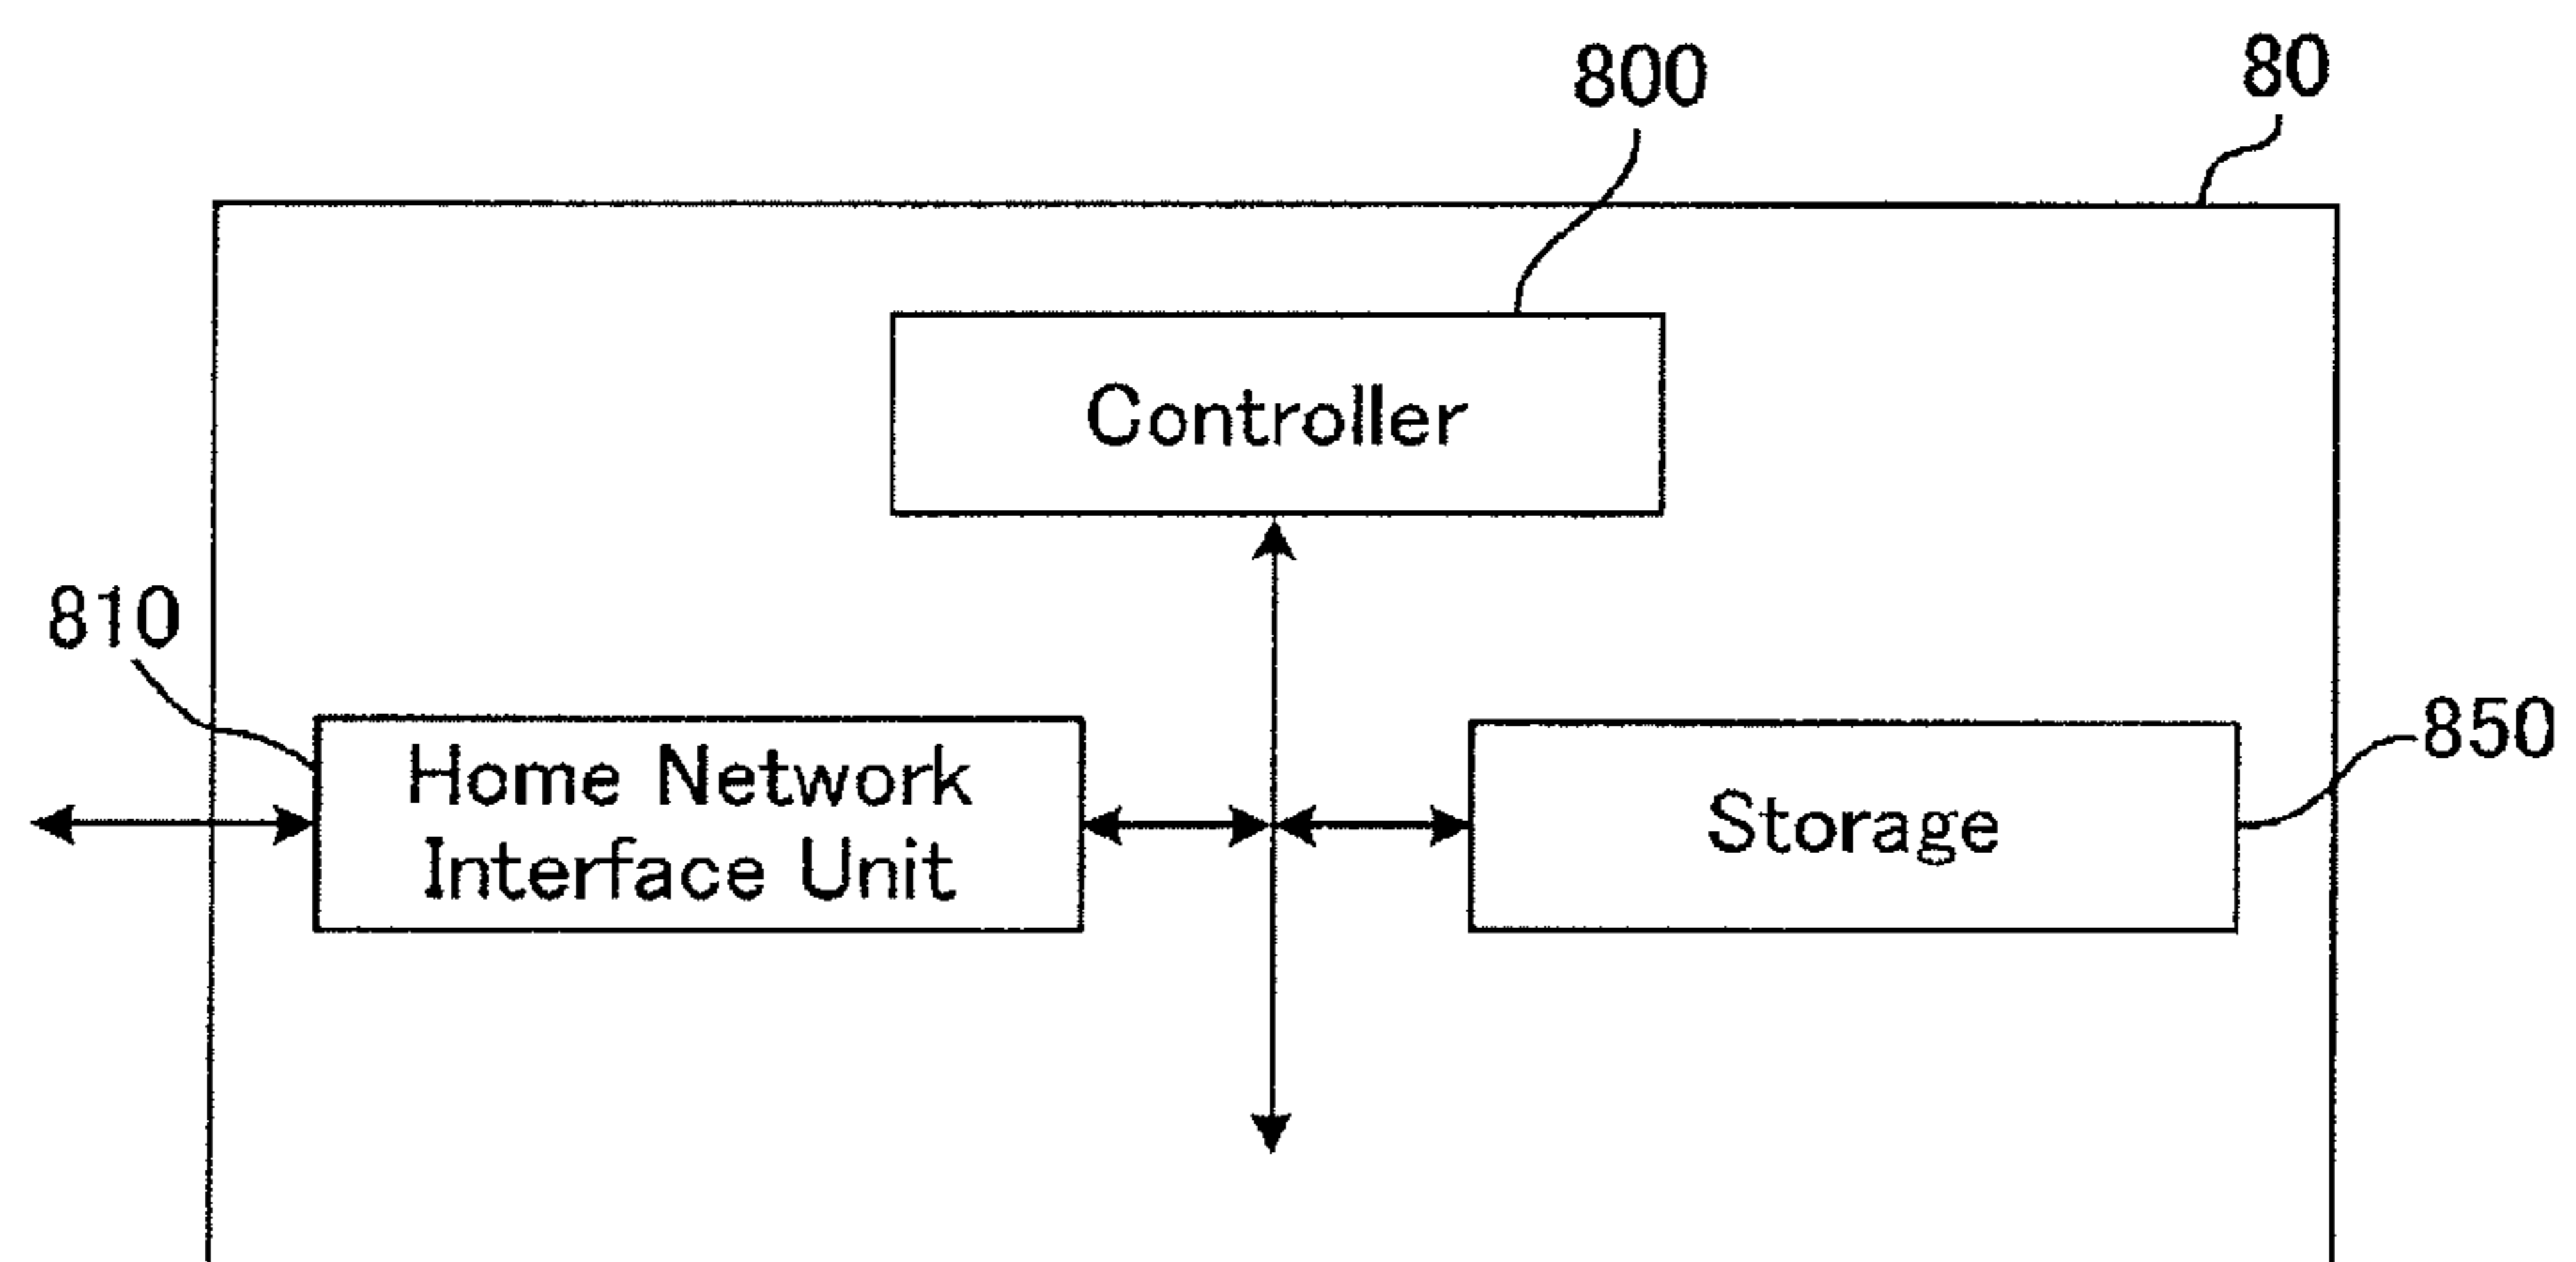 80
800
Controller
810
850
Home Network
Interface Unit
Storage